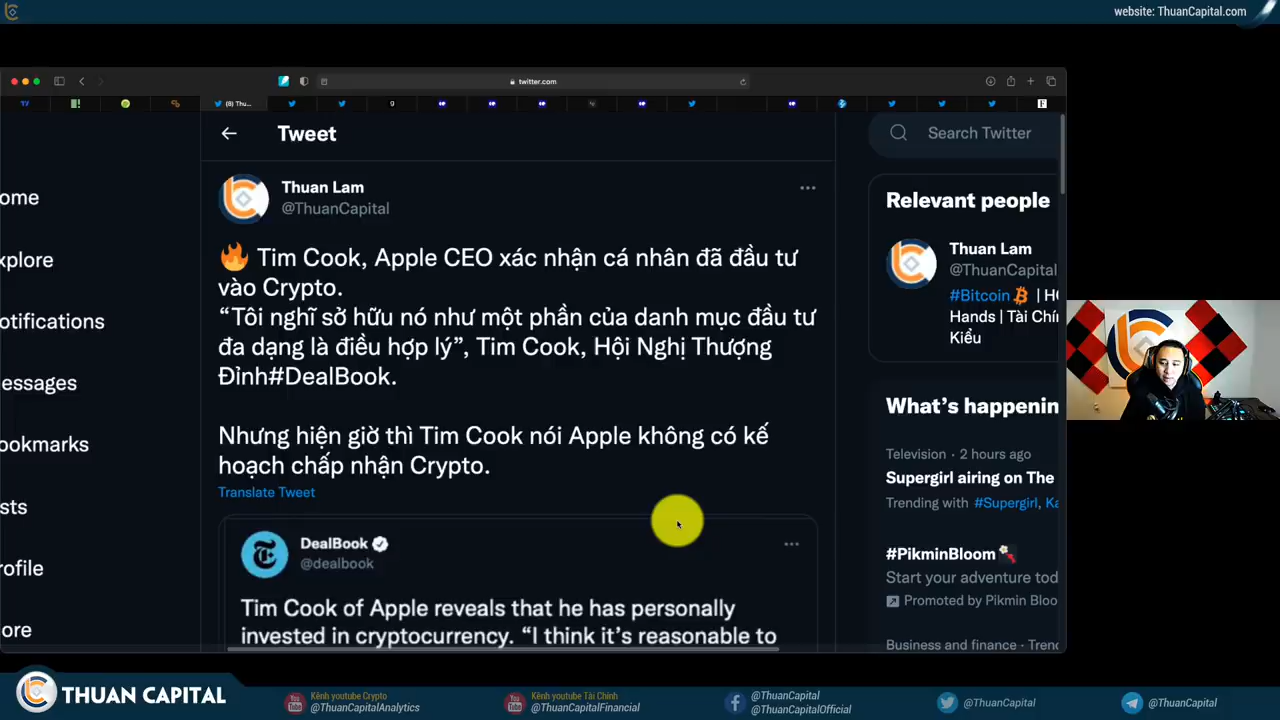 website: ThuanCapital.com
twitter.com
(8) Thu...
Tweet
Search Twitter
Thuan Lam
@ThuanCapital
🔥 Tim Cook, Apple CEO xác nhận cá nhân đã đầu tư
vào Crypto.
“Tôi nghĩ sở hữu nó như một phần của danh mục đầu tư
đa dạng là điều hợp lý”, Tim Cook, Hội Nghị Thượng
Đỉnh#DealBook.
Nhưng hiện giờ thì Tim Cook nói Apple không có kế
hoạch chấp nhận Crypto.
Translate Tweet
DealBook
@dealbook
Tim Cook of Apple reveals that he has personally
invested in cryptocurrency. “I think it’s reasonable to
ome
xplore
otifications
essages
ookmarks
sts
rofile
ore
Relevant people
Thuan Lam
@ThuanCapital
#Bitcoin | HO
Hands | Tài Chín
Kiểu
What’s happenin
Television · 2 hours ago
Supergirl airing on The
Trending with #Supergirl, Ka
#PikminBloom
Start your adventure tod
Promoted by Pikmin Bloo
Business and finance · Trend
THUAN CAPITAL
Kênh youtube Crypto
@ThuanCapitalAnalytics
Kênh youtube Tài Chính
@ThuanCapitalFinancial
@ThuanCapital
@ThuanCapitalOfficial
@ThuanCapital
@ThuanCapital